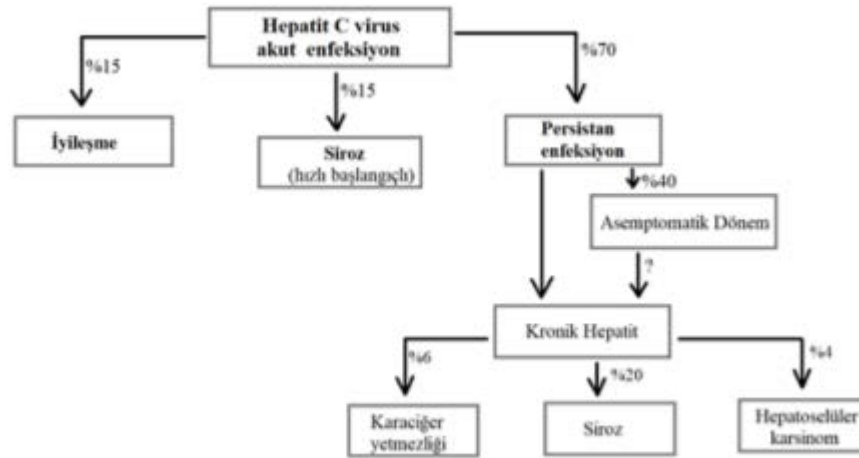 Hepatit C virus
akut enfeksiyon
%15
%15
%70
İyileşme
Siroz
(hızlı başlangıçlı)
Persistan
enfeksiyon
%40
Asemptomatik Dönem
?
Kronik Hepatit
%6
%20
%4
Karaciğer
yetmezliği
Siroz
Hepatoselüler
karsinom